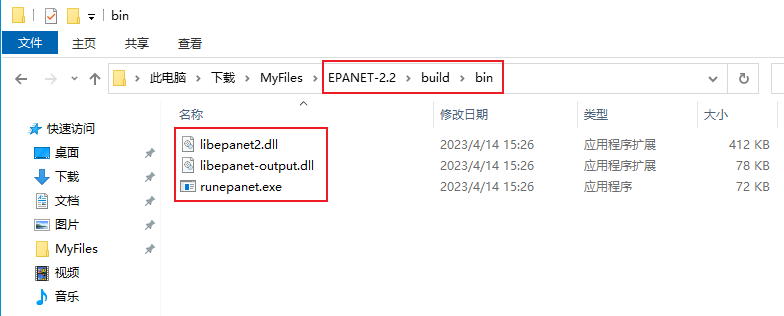 bin
文件 主页 共享 查看
此电脑 下载 MyFiles EPANET-2.2 build bin
名称 修改日期 类型 大小
快速访问
桌面
下载
文档
图片
MyFiles
视频
音乐
libepanet2.dll 2023/4/14 15:26 应用程序扩展 412 KB
libepanet-output.dll 2023/4/14 15:26 应用程序扩展 78 KB
runepanet.exe 2023/4/14 15:26 应用程序 72 KB